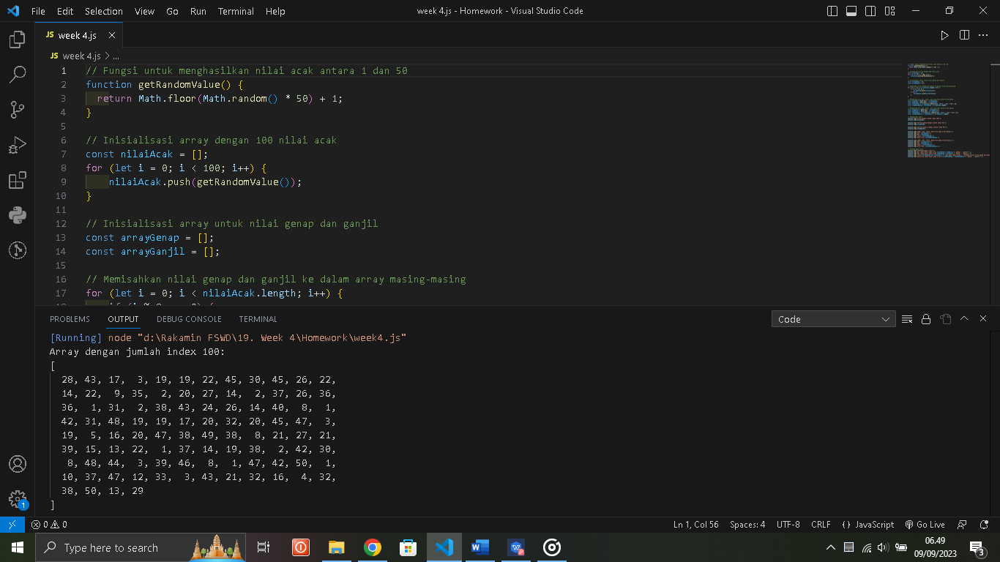 File Edit Selection View Go Run Terminal Help week 4.js - Homework - Visual Studio Code
JS week 4.js
JS week 4.js > ...
1 // Fungsi untuk menghasilkan nilai acak antara 1 dan 50
2 function getRandomValue() {
3 return Math.floor(Math.random() * 50) + 1;
4 }
5
6 // Inisialisasi array dengan 100 nilai acak
7 const nilaiAcak = [];
8 for (let i = 0; i < 100; i++) {
9 nilaiAcak.push(getRandomValue());
10 }
11
12 // Inisialisasi array untuk nilai genap dan ganjil
13 const arrayGenap = [];
14 const arrayGanjil = [];
15
16 // Memisahkan nilai genap dan ganjil ke dalam array masing-masing
17 for (let i = 0; i < nilaiAcak.length; i++) {
PROBLEMS OUTPUT DEBUG CONSOLE TERMINAL Code
[Running] node "d:\Rakamin FSWD\19. Week 4\Homework\week4.js"
Array dengan jumlah index 100:
[
28, 43, 17, 3, 19, 19, 22, 45, 30, 45, 26, 22,
14, 22, 9, 35, 2, 20, 27, 14, 2, 37, 26, 36,
36, 1, 31, 2, 38, 43, 24, 26, 14, 40, 8, 1,
42, 31, 48, 19, 19, 17, 20, 32, 20, 45, 47, 3,
19, 5, 16, 20, 47, 38, 49, 38, 8, 21, 27, 21,
39, 15, 13, 22, 1, 37, 14, 19, 38, 2, 42, 30,
8, 48, 44, 3, 39, 46, 8, 1, 47, 42, 50, 1,
10, 37, 47, 12, 33, 3, 43, 21, 32, 16, 4, 32,
38, 50, 13, 29
]
1
0 0 Ln 1, Col 56 Spaces: 4 UTF-8 CRLF {} JavaScript Go Live
Type here to search
06.49
09/09/2023
3